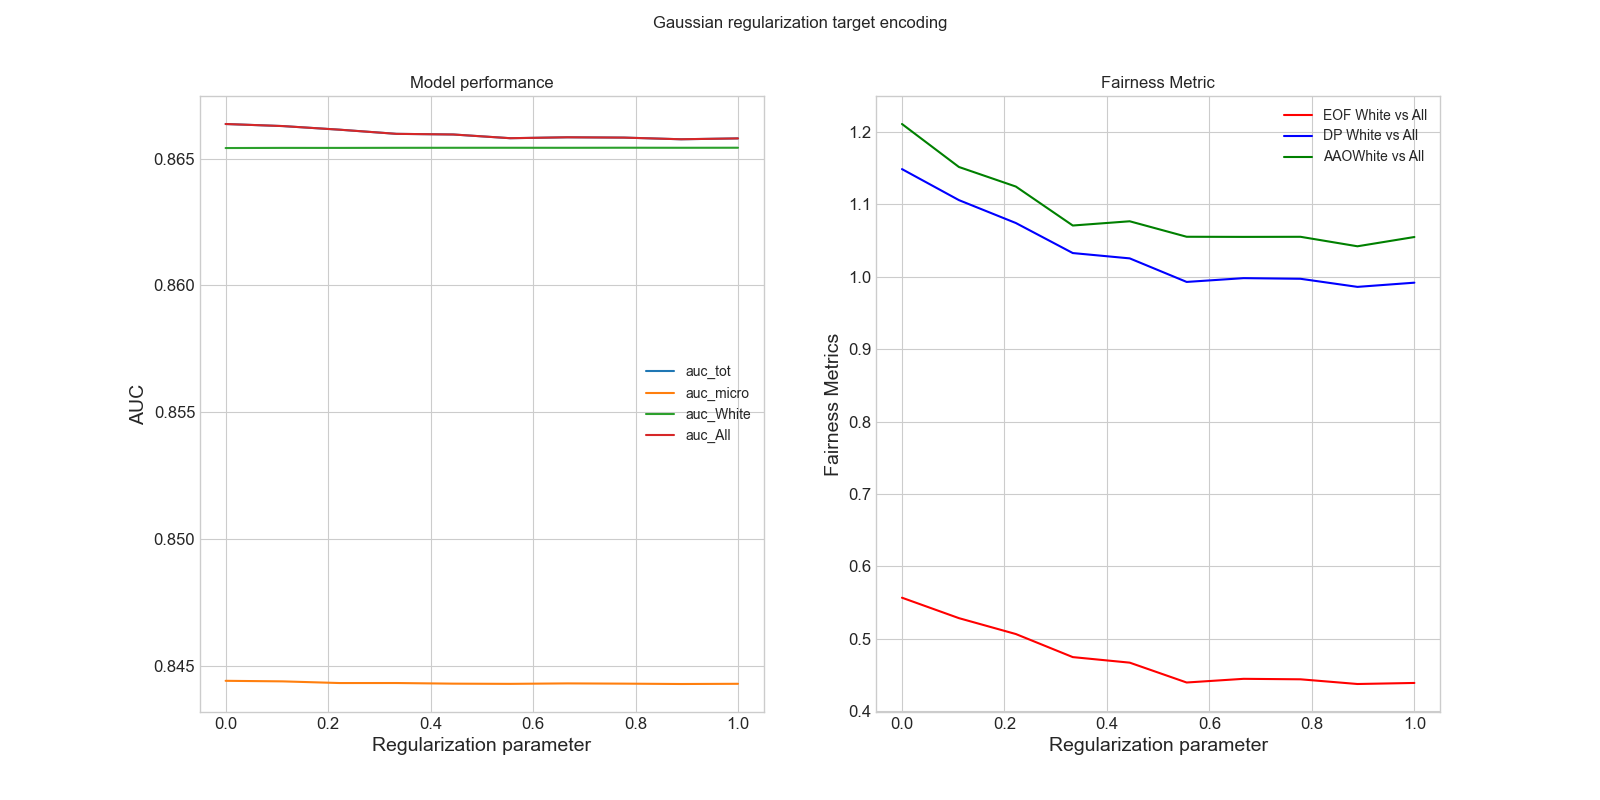 Gaussian regularization target encoding
Model performance
0.865
0.860
0.855
0.850
0.845
AUC
auc_tot
auc_micro
auc_White
auc_All
0.0 0.2 0.4 0.6 0.8 1.0
Regularization parameter
Fairness Metric
1.2
1.1
1.0
0.9
0.8
0.7
0.6
0.5
0.4
Fairness Metrics
EOF White vs All
DP White vs All
AAOWhite vs All
0.0 0.2 0.4 0.6 0.8 1.0
Regularization parameter